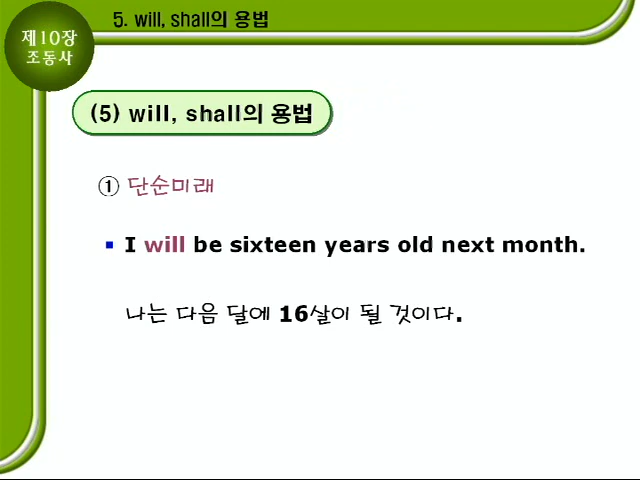 5. will, shall의 용법
제10장
조동사
(5) will, shall의 용법
① 단순미래
▪ I will be sixteen years old next month.
나는 다음 달에 16살이 될 것이다.